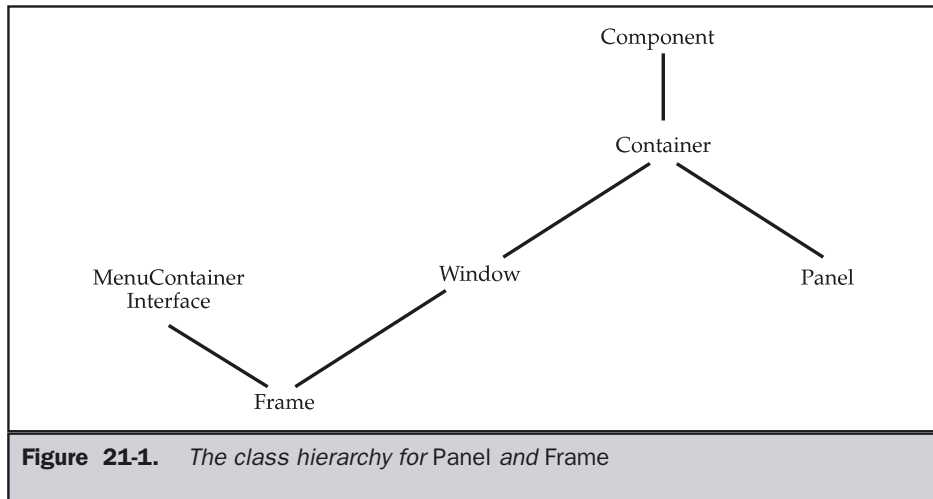 Component
Container
MenuContainer
Interface
Window
Panel
Frame
Figure 21-1. The class hierarchy for Panel and Frame